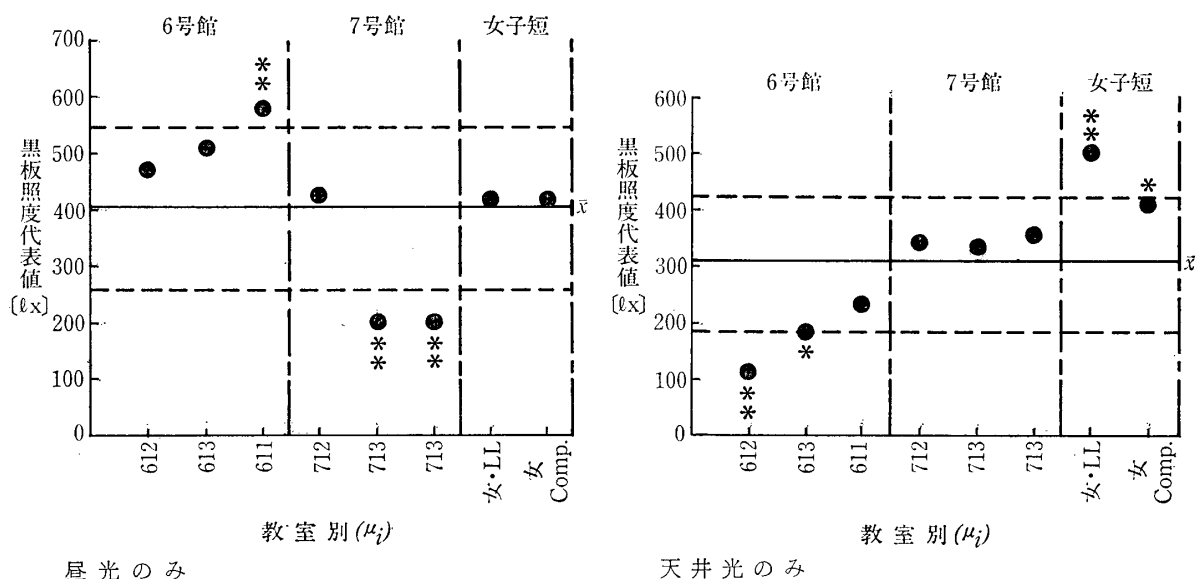 6号館
7号館
女子短
700
600
500
400
300
200
100
0
黒板照度代表値
〔ℓx〕
**
**
**
x̄
612
613
611
712
713
713
女・LL
女
Comp.
教室別(μi)
昼光のみ
6号館
7号館
女子短
600
500
400
300
200
100
0
黒板照度代表値
〔ℓx〕
**
*
**
*
x̄
612
613
611
712
713
713
女・LL
女
Comp.
教室別(μi)
天井光のみ